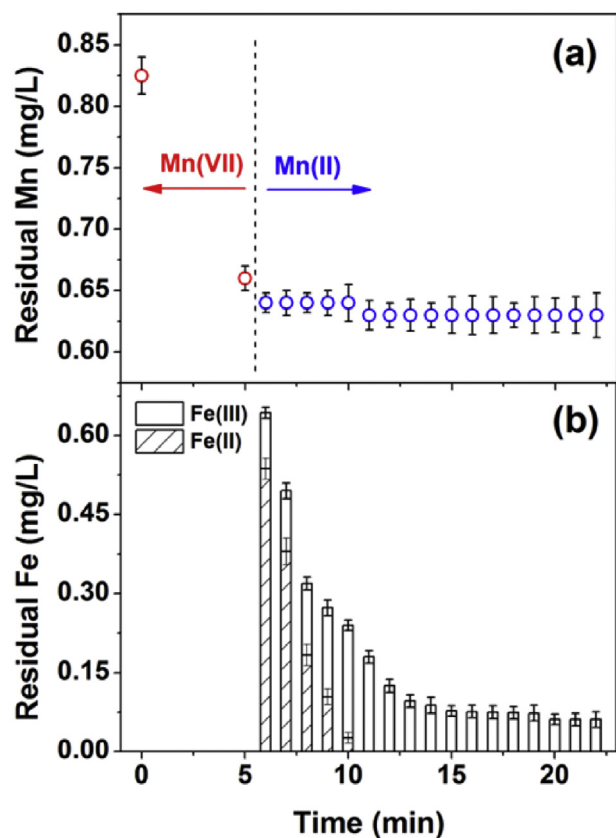 (a)
Residual Mn (mg/L)
0.85
0.80
0.75
0.70
0.65
0.60
Mn(VII)
Mn(II)
(b)
Fe(III)
Fe(II)
Residual Fe (mg/L)
0.60
0.45
0.30
0.15
0.00
0
5
10
15
20
Time (min)